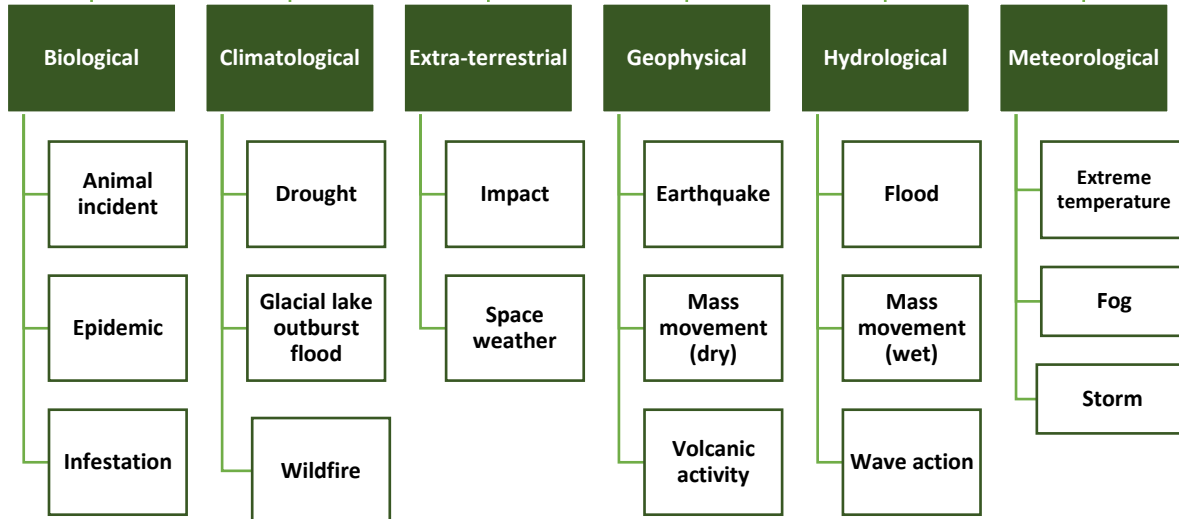 Biological
Climatological
Extra-terrestrial
Geophysical
Hydrological
Meteorological
Animal
incident
Epidemic
Infestation
Drought
Glacial lake
outburst
flood
Wildfire
Impact
Space
weather
Earthquake
Mass
movement
(dry)
Volcanic
activity
Flood
Mass
movement
(wet)
Wave action
Extreme
temperature
Fog
Storm